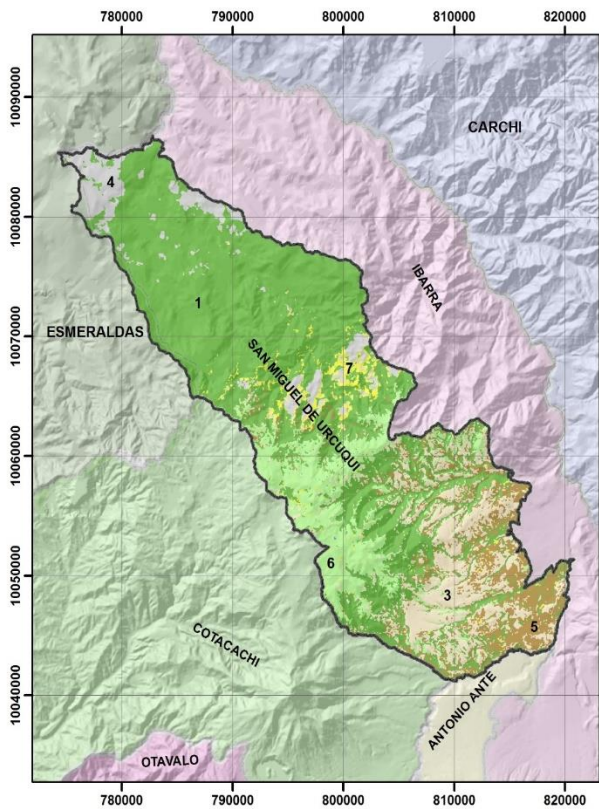 780000 790000 800000 810000 820000
10090000
CARCHI
4
10080000
IBARRA
1
10070000
ESMERALDAS
7
SAN MIGUEL DE URCUQUI
10060000
6
10050000
3
5
COTACACHI
10040000
ANTONIO ANTE
OTAVALO
780000 790000 800000 810000 820000